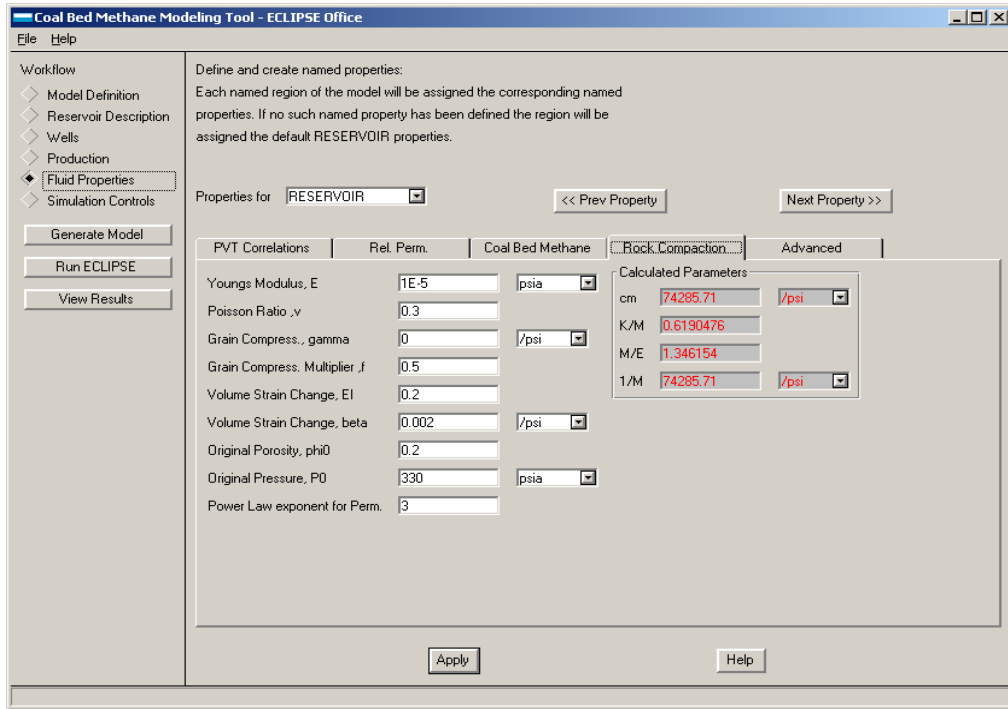 Coal Bed Methane Modeling Tool - ECLIPSE Office
File Help
Workflow
Model Definition
Reservoir Description
Wells
Production
Fluid Properties
Simulation Controls
Generate Model
Run ECLIPSE
View Results
Define and create named properties:
Each named region of the model will be assigned the corresponding named
properties. If no such named property has been defined the region will be
assigned the default RESERVOIR properties.
Properties for RESERVOIR << Prev Property Next Property >>
PVT Correlations Rel. Perm. Coal Bed Methane Rock Compaction Advanced
Youngs Modulus, E 1E-5 psia
Poisson Ratio ,v 0.3
Grain Compress., gamma 0 /psi
Grain Compress. Multiplier ,f 0.5
Volume Strain Change, El 0.2
Volume Strain Change, beta 0.002 /psi
Original Porosity, phi0 0.2
Original Pressure, P0 330 psia
Power Law exponent for Perm. 3
Calculated Parameters
cm 74285.71 /psi
K/M 0.6190476
M/E 1.346154
1/M 74285.71 /psi
Apply Help